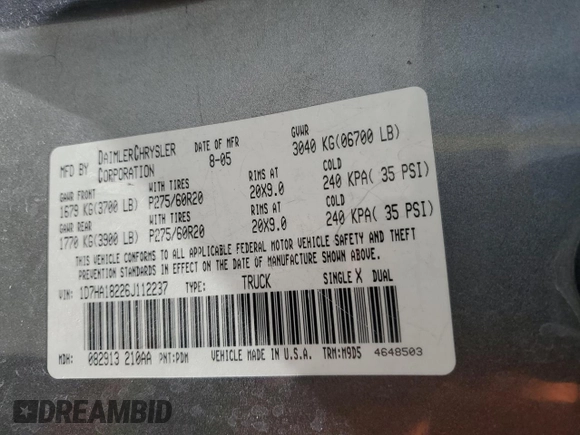 MFD BY DAIMLERCHRYSLER CORPORATION DATE OF MFR 8-05 GVWR 3040 KG(06700 LB)
GAWR FRONT WITH TIRES RIMS AT COLD
1679 KG(3700 LB) P275/60R20 20X9.0 240 KPA( 35 PSI)
GAWR REAR WITH TIRES RIMS AT COLD
1770 KG(3900 LB) P275/60R20 20X9.0 240 KPA( 35 PSI)
THIS VEHICLE CONFORMS TO ALL APPLICABLE FEDERAL MOTOR VEHICLE SAFETY AND THEFT
PREVENTION STANDARDS IN EFFECT ON THE DATE OF MANUFACTURE SHOWN ABOVE.
VIN: 1D7HA18226J112237 TYPE: TRUCK SINGLE X DUAL
MDH: 082913 210AA PNT:PDM VEHICLE MADE IN U.S.A. TRM:M9D5 4648503
DREAMBID